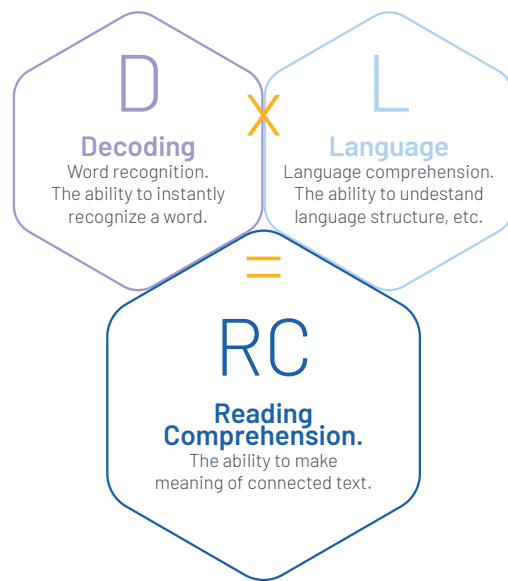 D
Decoding
Word recognition.
The ability to instantly
recognize a word.
X
L
Language
Language comprehension.
The ability to undestand
language structure, etc.
=
RC
Reading
Comprehension.
The ability to make
meaning of connected text.